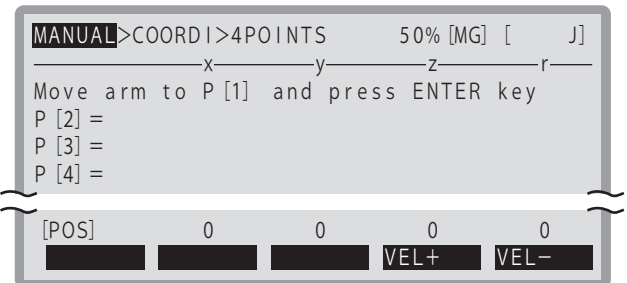 MANUAL>COORDI>4POINTS 50% [MG] [ J]
x y z r
Move arm to P [1] and press ENTER key
P [2] =
P [3] =
P [4] =
[POS] 0 0 0 0
VEL+ VEL−